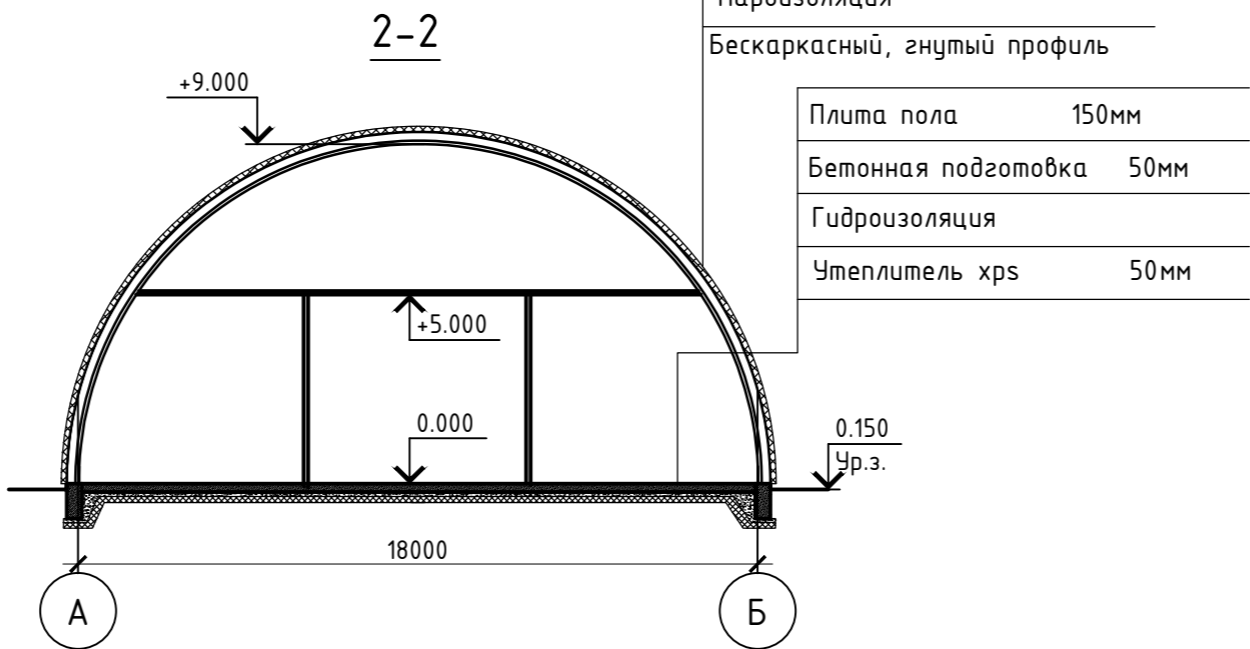 2-2
Пароизоляция
Бескаркасный, гнутый профиль
+9.000
Плита пола 150мм
Бетонная подготовка 50мм
Гидроизоляция
Утеплитель xps 50мм
+5.000
0.000
0.150
Ур.з.
18000
А
Б